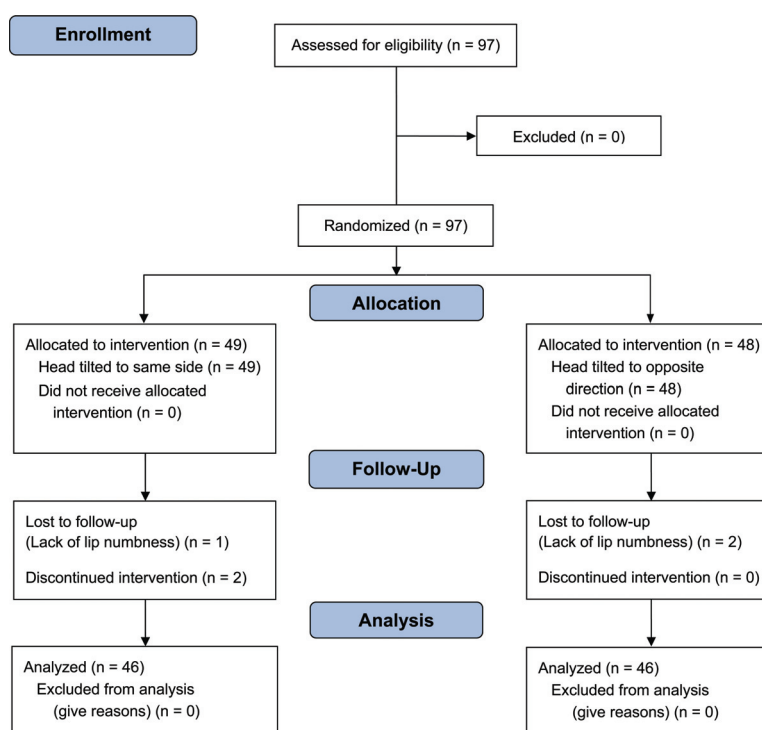 Enrollment
Assessed for eligibility (n = 97)
Excluded (n = 0)
Randomized (n = 97)
Allocation
Allocated to intervention (n = 49)
Head tilted to same side (n = 49)
Did not receive allocated
intervention (n = 0)
Allocated to intervention (n = 48)
Head tilted to opposite
direction (n = 48)
Did not receive allocated
intervention (n = 0)
Follow-Up
Lost to follow-up
(Lack of lip numbness) (n = 1)
Discontinued intervention (n = 2)
Lost to follow-up
(Lack of lip numbness) (n = 2)
Discontinued intervention (n = 0)
Analysis
Analyzed (n = 46)
Excluded from analysis
(give reasons) (n = 0)
Analyzed (n = 46)
Excluded from analysis
(give reasons) (n = 0)